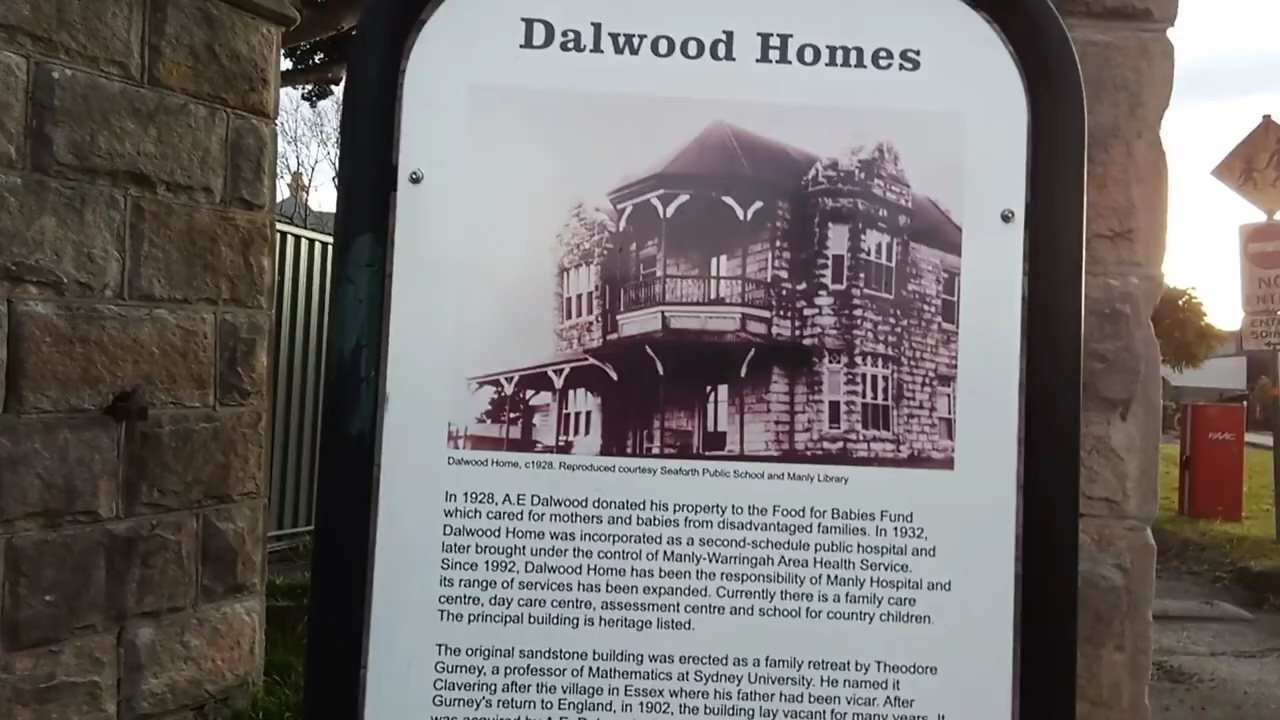 Dalwood Homes
Dalwood Home, c1928. Reproduced courtesy Seaforth Public School and Manly Library
In 1928, A.E Dalwood donated his property to the Food for Babies Fund
which cared for mothers and babies from disadvantaged families. In 1932,
Dalwood Home was incorporated as a second-schedule public hospital and
later brought under the control of Manly-Warringah Area Health Service.
Since 1992, Dalwood Home has been the responsibility of Manly Hospital and
its range of services has been expanded. Currently there is a family care
centre, day care centre, assessment centre and school for country children.
The principal building is heritage listed.
The original sandstone building was erected as a family retreat by Theodore
Gurney, a professor of Mathematics at Sydney University. He named it
Clavering after the village in Essex where his father had been vicar. After
Gurney's return to England, in 1902, the building lay vacant for many years. It
was acquired by A.E.
NO